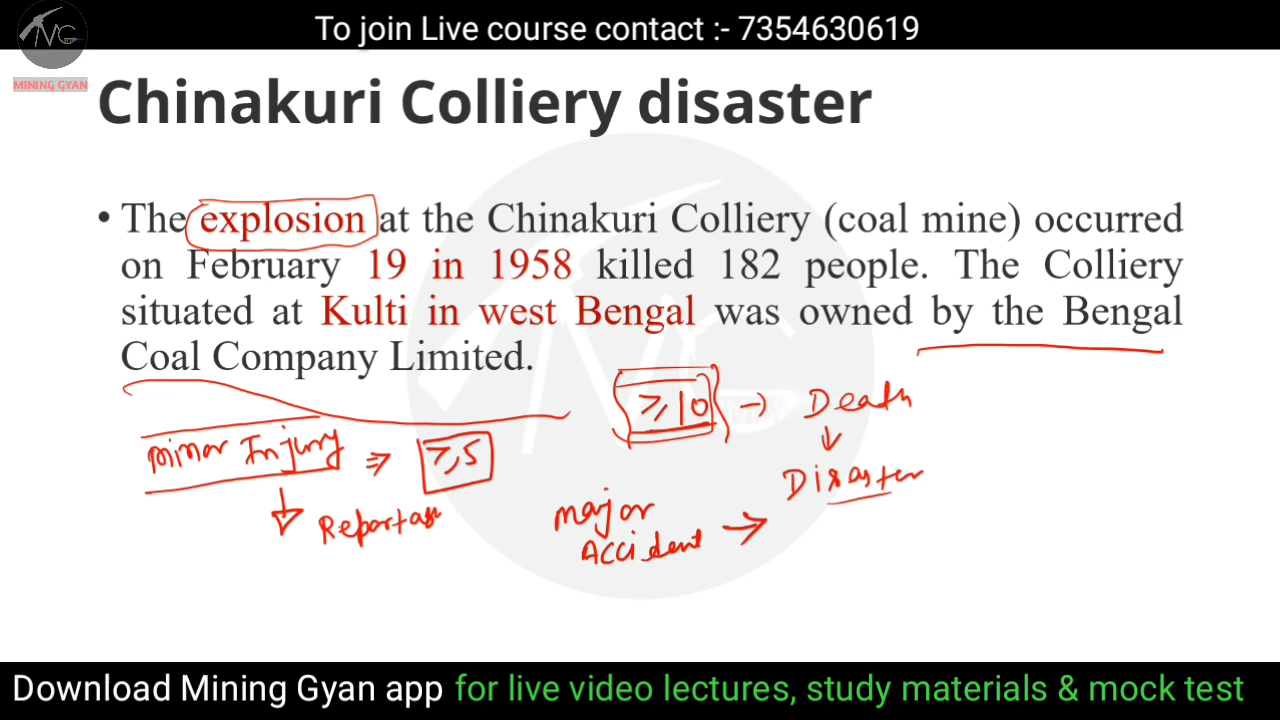 To join Live course contact :- 7354630619
MINING GYAN
Chinakuri Colliery disaster
• The explosion at the Chinakuri Colliery (coal mine) occurred
on February 19 in 1958 killed 182 people. The Colliery
situated at Kulti in west Bengal was owned by the Bengal
Coal Company Limited.
≥10 → Death
↓
Disaster
Minor Injury ⇒ ≥5
↓
Major
Accident →
Download Mining Gyan app for live video lectures, study materials & mock test